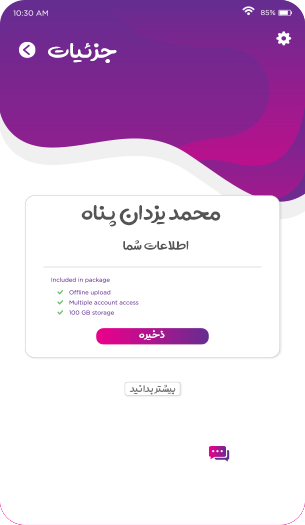 10:30 AM
85%
جزئیات
محمد یزدان پناه
اطلاعات شما
Included in package
Offline upload
Multiple account access
100 GB storage
ذخیره
بیشتر بدانید